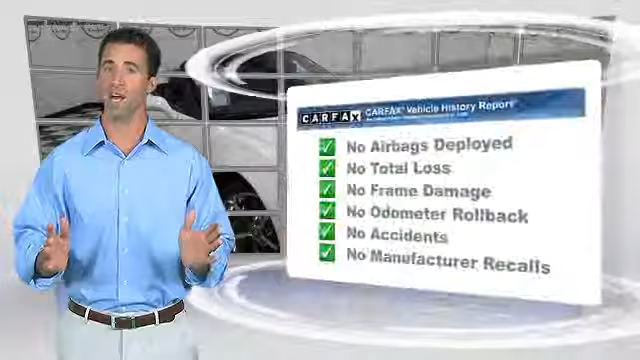 CARFAX CARFAX Vehicle History Report
No Airbags Deployed
No Total Loss
No Frame Damage
No Odometer Rollback
No Accidents
No Manufacturer Recalls